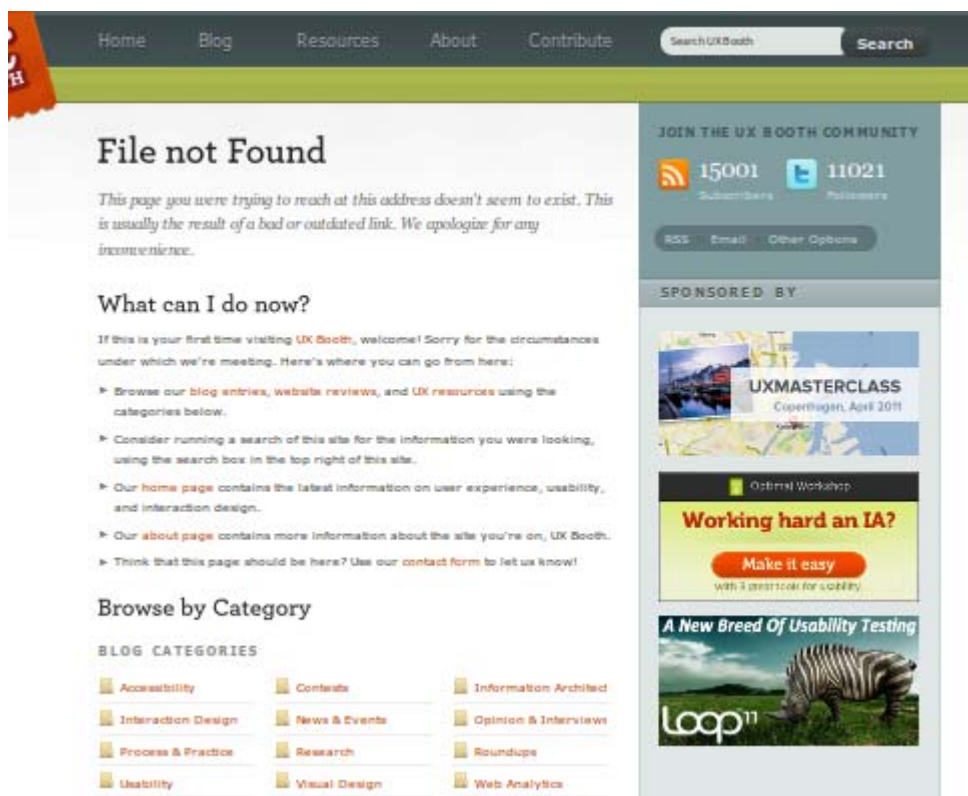 Home Blog Resources About Contribute
Search UX Booth Search
File not Found
This page you were trying to reach at this address doesn't seem to exist. This
is usually the result of a bad or outdated link. We apologize for any
inconvenience.
What can I do now?
If this is your first time visiting UX Booth, welcome! Sorry for the circumstances
under which we're meeting. Here's where you can go from here:
► Browse our blog entries, website reviews, and UX resources using the
categories below.
► Consider running a search of this site for the information you were looking,
using the search box in the top right of this site.
► Our home page contains the latest information on user experience, usability,
and interaction design.
► Our about page contains more information about the site you're on, UX Booth.
► Think that this page should be here? Use our contact form to let us know!
Browse by Category
BLOG CATEGORIES
Accessibility Contests Information Architect
Interaction Design News & Events Opinion & Interviews
Process & Practice Research Roundups
Usability Visual Design Web Analytics
JOIN THE UX BOOTH COMMUNITY
15001 11021
Subscribers Followers
RSS Email Other Options
SPONSORED BY
UXMASTERCLASS
Copenhagen, April 2011
Optimal Workshop
Working hard an IA?
Make it easy
with 3 great tools for usability
A New Breed Of Usability Testing
Loop11